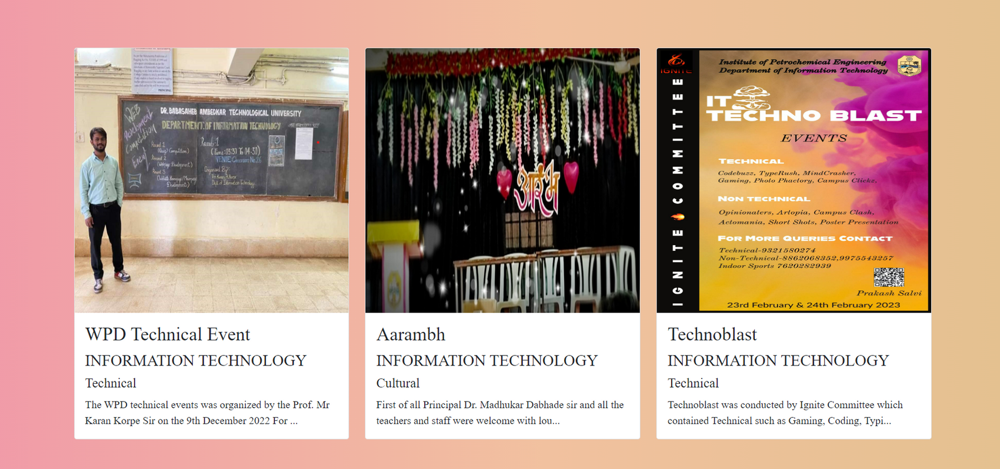 PRINCIPAL
WEB
Development
Competition
Event
DR. BABASAHEB AMBEDKAR TECHNOLOGICAL UNIVERSITY
DEPARTMENT OF INFORMATION TECHNOLOGY
Round 1
(Quiz Competition)
Round 2
(Webpage Development)
Round 3
Development)
Round-1
(Time:03:30 To 04:30)
VENUE: Classroom No.26
Organised By:
Dept. of Information Technology
आरंभ
IGNITE
IGNITE COMMITTEE
Institute of Petrochemical Engineering
Department of Information Technology
IT
TECHNO BLAST
EVENTS
TECHNICAL
Codebuzz, TypeRush, MindCrasher,
Gaming, Photo Phactory, Campus Clickz,
NON TECHNICAL
Opinionaters, Artopia, Campus Clash,
Actomania, Short Shots, Poster Presentation
FOR MORE QUERIES CONTACT
Technical-9321580274
Non-Technical-8862068352,9975543257
Indoor Sports 7620282939
Prakash Salvi
23rd February & 24th February 2023
WPD Technical Event
INFORMATION TECHNOLOGY
Technical
The WPD technical events was organized by the Prof. Mr
Karan Korpe Sir on the 9th December 2022 For ...
Aarambh
INFORMATION TECHNOLOGY
Cultural
First of all Principal Dr. Madhukar Dabhade sir and all the
teachers and staff were welcome with lou...
Technoblast
INFORMATION TECHNOLOGY
Technical
Technoblast was conducted by Ignite Committee which
contained Technical such as Gaming, Coding, Typi...